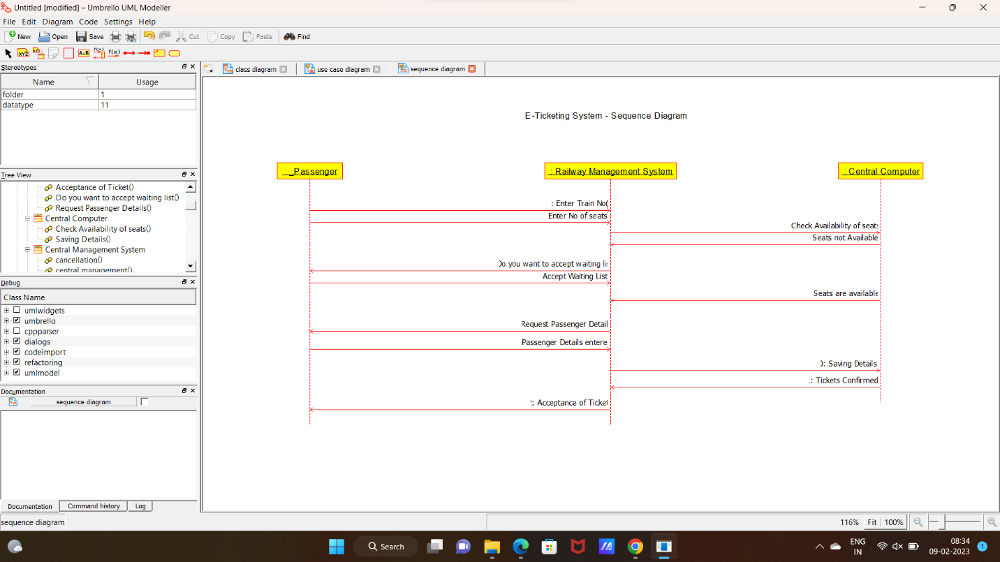 Untitled [modified] – Umbrello UML Modeller
File Edit Diagram Code Settings Help
New Open Save Cut Copy Paste Find
XYZ A↓B f(x) f(x)
Stereotypes
Name Usage
folder 1
datatype 11
Tree View
Acceptance of Ticket()
Do you want to accept waiting list()
Request Passenger Details()
Central Computer
Check Availability of seats()
Saving Details()
Central Management System
cancellation()
central management()
Debug
Class Name
umlwidgets
umbrello
cppparser
dialogs
codeimport
refactoring
umlmodel
Documentation
sequence diagram
Documentation Command history Log
class diagram use case diagram sequence diagram
E-Ticketing System - Sequence Diagram
: _Passenger : Railway Management System : Central Computer
: Enter Train No(
Enter No of seats
Check Availability of seats
Seats not Available
Do you want to accept waiting lis
Accept Waiting List
Seats are available
Request Passenger Detail
Passenger Details entere
): Saving Details
.: Tickets Confirmed
: Acceptance of Ticket
sequence diagram 116% Fit 100%
Search
ENG
IN
08:34
09-02-2023
1